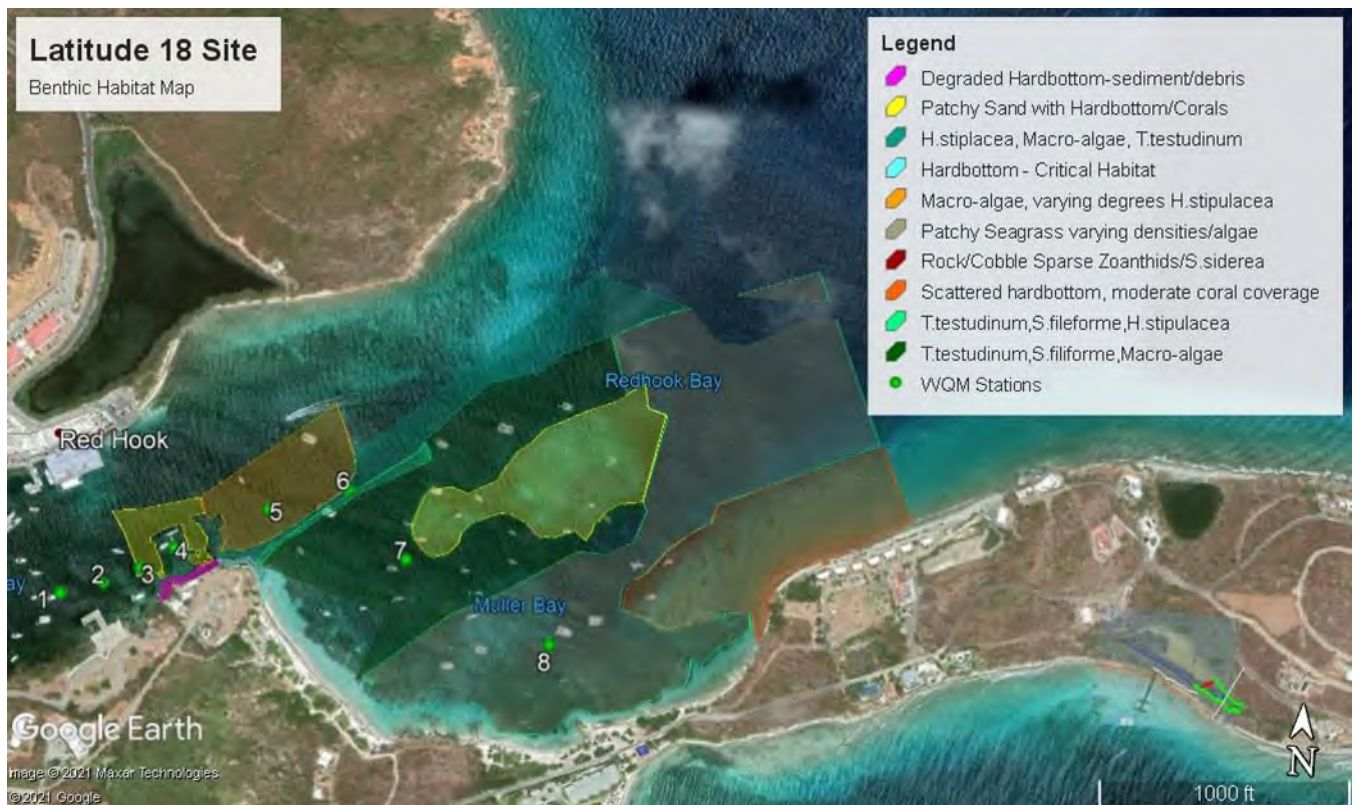 Latitude 18 Site
Benthic Habitat Map
Legend
Degraded Hardbottom-sediment/debris
Patchy Sand with Hardbottom/Corals
H.stiplacea, Macro-algae, T.testudinum
Hardbottom - Critical Habitat
Macro-algae, varying degrees H.stipulacea
Patchy Seagrass varying densities/algae
Rock/Cobble Sparse Zoanthids/S.siderea
Scattered hardbottom, moderate coral coverage
T.testudinum,S.fileforme,H.stipulacea
T.testudinum,S.filiforme,Macro-algae
WQM Stations
Redhook Bay
Red Hook
6
5
4
7
3
2
1
ay
Muller Bay
8
Google Earth
Image © 2021 Maxar Technologies
© 2021 Google
N
1000 ft